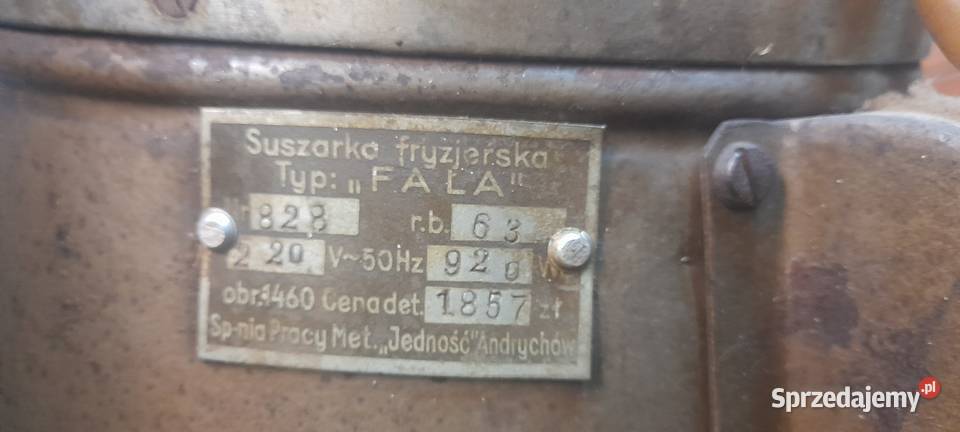 Suszarka fryzjerska
Typ: „FALA"
Nr 828 r.b. 63
220 V~50Hz 920 W
obr. 1460 Cena det. 1857 zł
Sp-nia Pracy Met. „Jedność" Andrychów
Sprzedajemy.pl